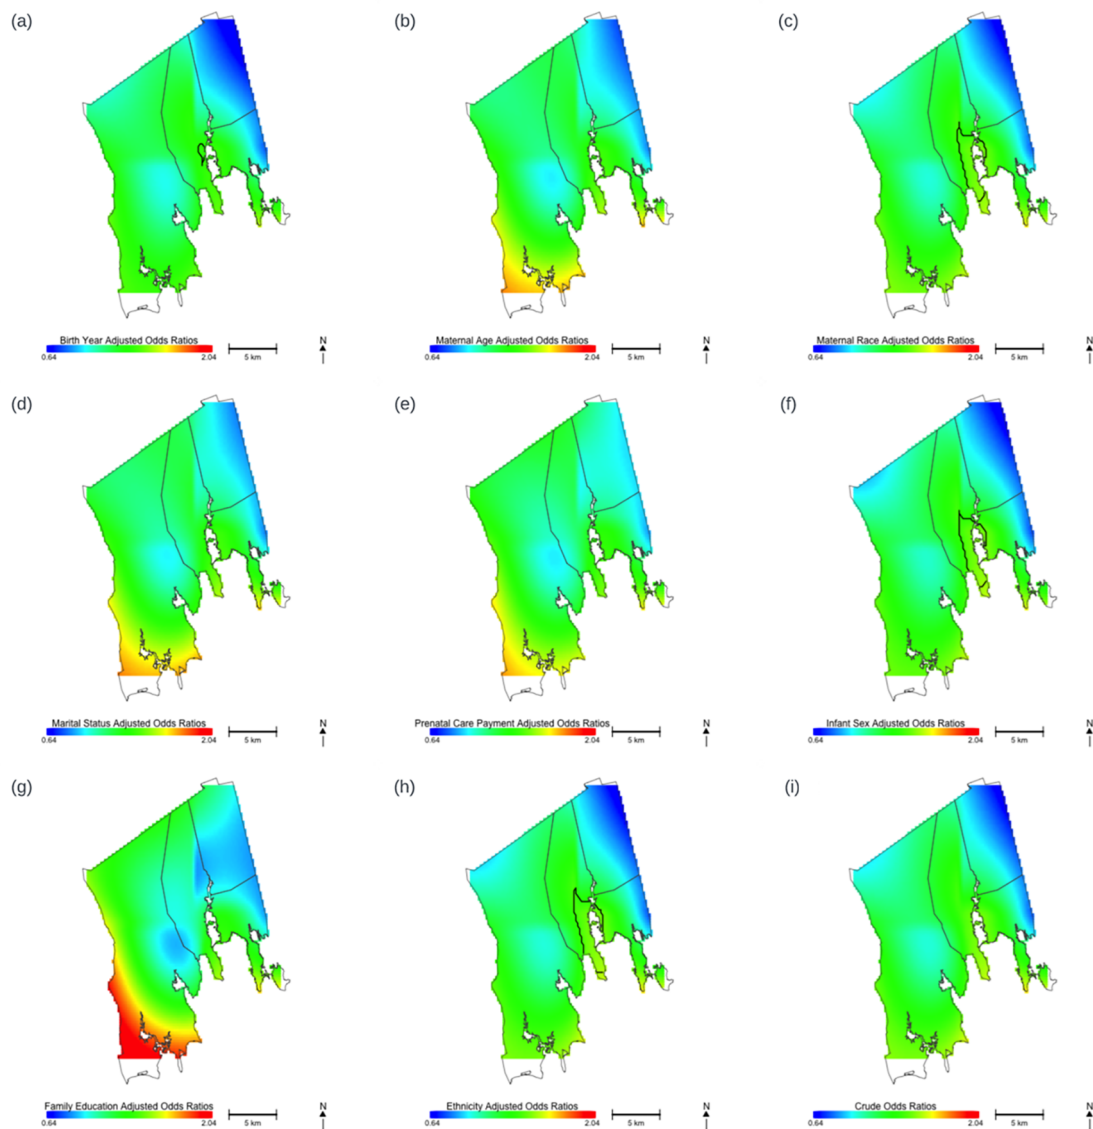 (a) (b) (c)
N N N
Birth Year Adjusted Odds Ratios Maternal Age Adjusted Odds Ratios Maternal Race Adjusted Odds Ratios
0.64 2.04 5 km 0.64 2.04 5 km 0.64 2.04 5 km
(d) (e) (f)
N N N
Marital Status Adjusted Odds Ratios Prenatal Care Payment Adjusted Odds Ratios Infant Sex Adjusted Odds Ratios
0.64 2.04 5 km 0.64 2.04 5 km 0.64 2.04 5 km
(g) (h) (i)
N N N
Family Education Adjusted Odds Ratios Ethnicity Adjusted Odds Ratios Crude Odds Ratios
0.64 2.04 5 km 0.64 2.04 5 km 0.64 2.04 5 km